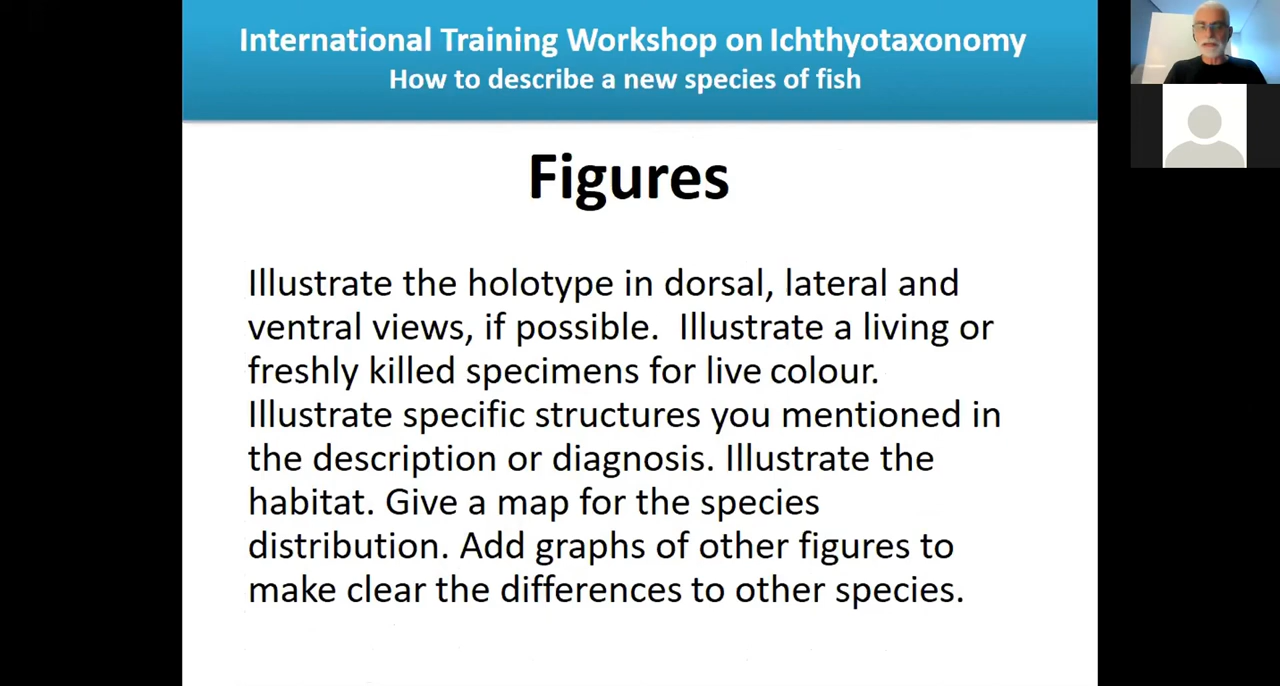 International Training Workshop on Ichthyotaxonomy
How to describe a new species of fish
Figures
Illustrate the holotype in dorsal, lateral and
ventral views, if possible.  Illustrate a living or
freshly killed specimens for live colour.
Illustrate specific structures you mentioned in
the description or diagnosis. Illustrate the
habitat. Give a map for the species
distribution. Add graphs of other figures to
make clear the differences to other species.